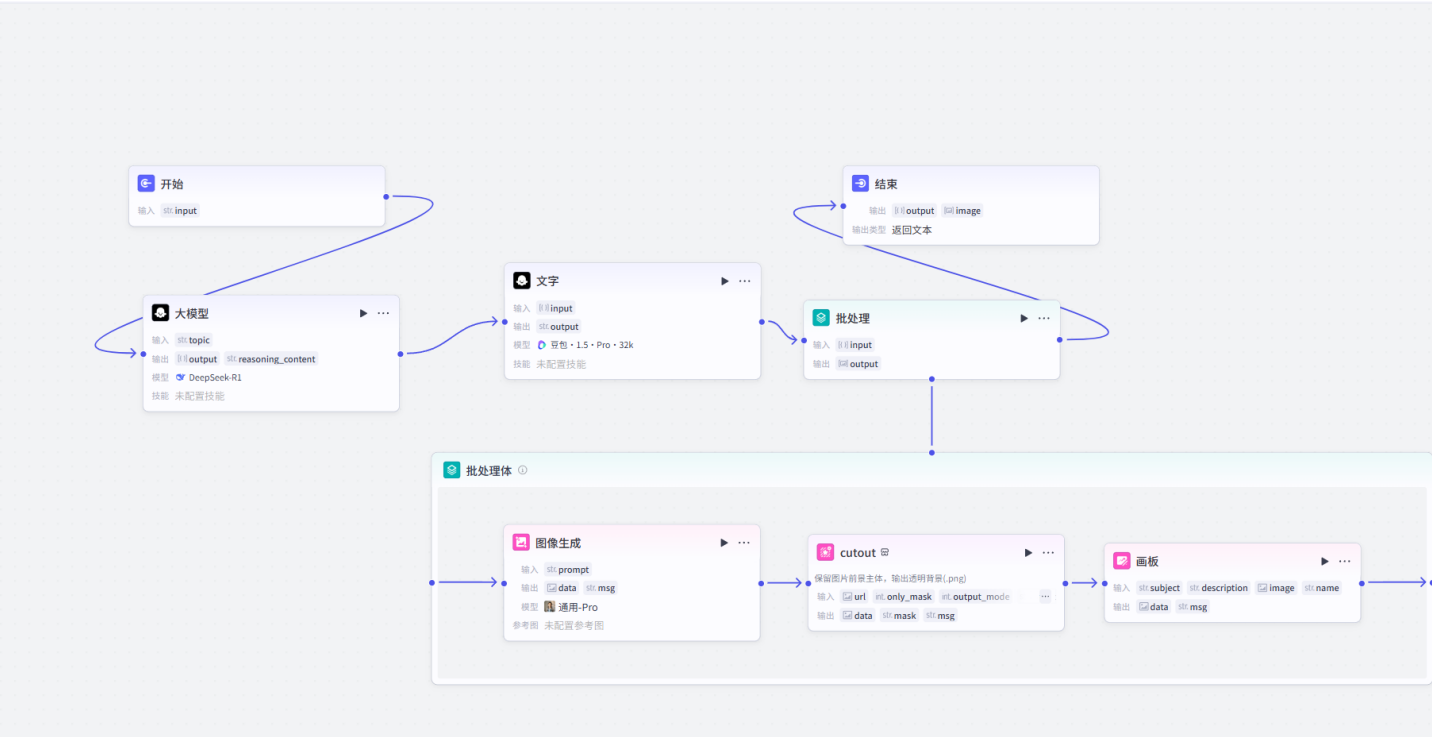 开始
输入 str. input
大模型
输入 str. topic
输出 [()] output str. reasoning_content
模型 DeepSeek-R1
技能 未配置技能
文字
输入 [()] input
输出 str. output
模型 豆包·1.5·Pro·32k
技能 未配置技能
结束
输出 [()] output image
输出类型 返回文本
批处理
输入 [()] input
输出 output
批处理体
图像生成
输入 str. prompt
输出 data str. msg
模型 通用-Pro
参考图 未配置参考图
cutout
保留图片前景主体，输出透明背景(.png)
输入 url int. only_mask int. output_mode ...
输出 data str. mask str. msg
画板
输入 str. subject str. description image str. name
输出 data str. msg